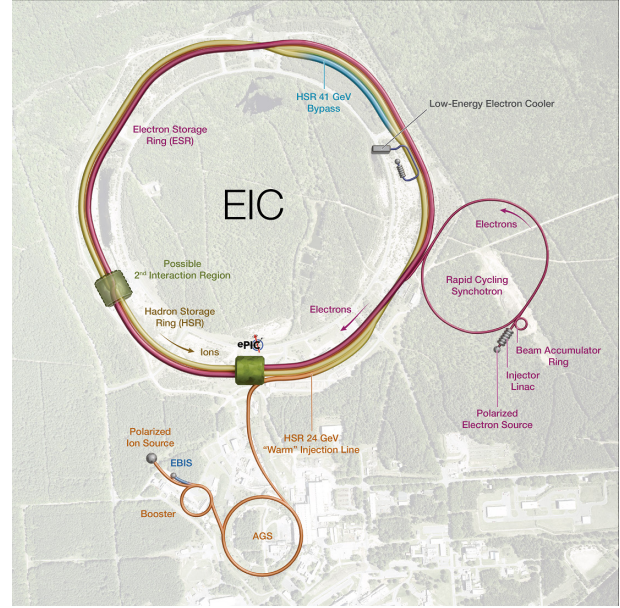 HSR 41 GeV
Bypass
Low-Energy Electron Cooler
Electron Storage
Ring (ESR)
EIC
Electrons
Possible
2nd Interaction Region
Rapid Cycling
Synchotron
Hadron Storage
Ring (HSR)
Electrons
Ions
ePIC
Beam Accumulator
Ring
Injector
Linac
Polarized
Electron Source
Polarized
Ion Source
HSR 24 GeV
"Warm" Injection Line
EBIS
Booster
AGS